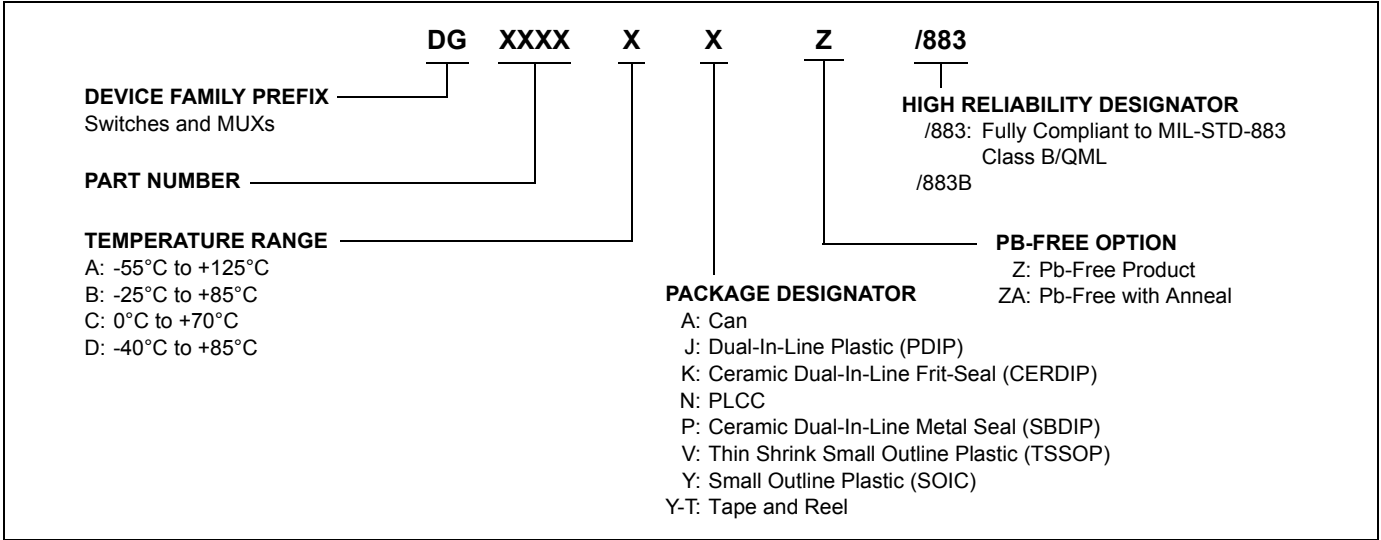 DG XXXX X X Z /883
DEVICE FAMILY PREFIX
Switches and MUXs
PART NUMBER
TEMPERATURE RANGE
A: -55°C to +125°C
B: -25°C to +85°C
C: 0°C to +70°C
D: -40°C to +85°C
PACKAGE DESIGNATOR
A: Can
J: Dual-In-Line Plastic (PDIP)
K: Ceramic Dual-In-Line Frit-Seal (CERDIP)
N: PLCC
P: Ceramic Dual-In-Line Metal Seal (SBDIP)
V: Thin Shrink Small Outline Plastic (TSSOP)
Y: Small Outline Plastic (SOIC)
Y-T: Tape and Reel
PB-FREE OPTION
Z: Pb-Free Product
ZA: Pb-Free with Anneal
HIGH RELIABILITY DESIGNATOR
/883: Fully Compliant to MIL-STD-883
Class B/QML
/883B